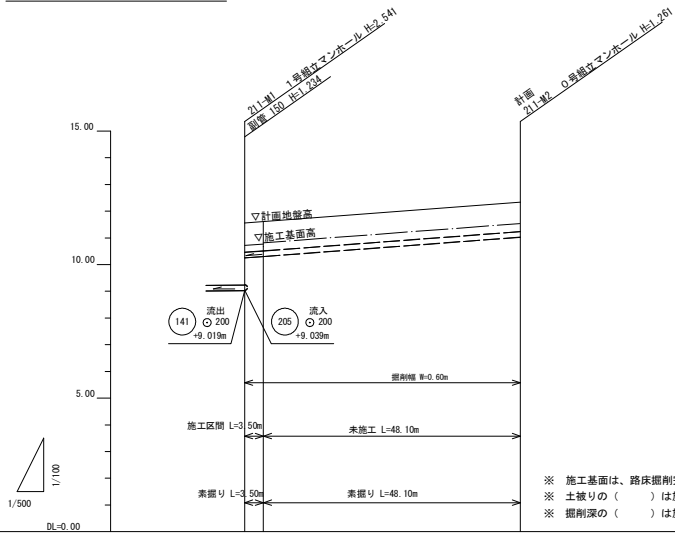 211-M1 1号組立マンホール H=2.541
副管 150 H=1.234
計画
211-M2 0号組立マンホール H=1.261
15.00
▽計画地盤高
▽施工基面高
10.00
流出
141 200
+9.019m
流入
205 200
+9.039m
掘削幅 W=0.60m
5.00
施工区間 L=3.50m
未施工 L=48.10m
1/100
1/500
素掘り L=3.50m
素掘り L=48.10m
※ 施工基面は、路床掘削
※ 土被りの ( ) は
※ 掘削深の ( ) は
DL=0.00